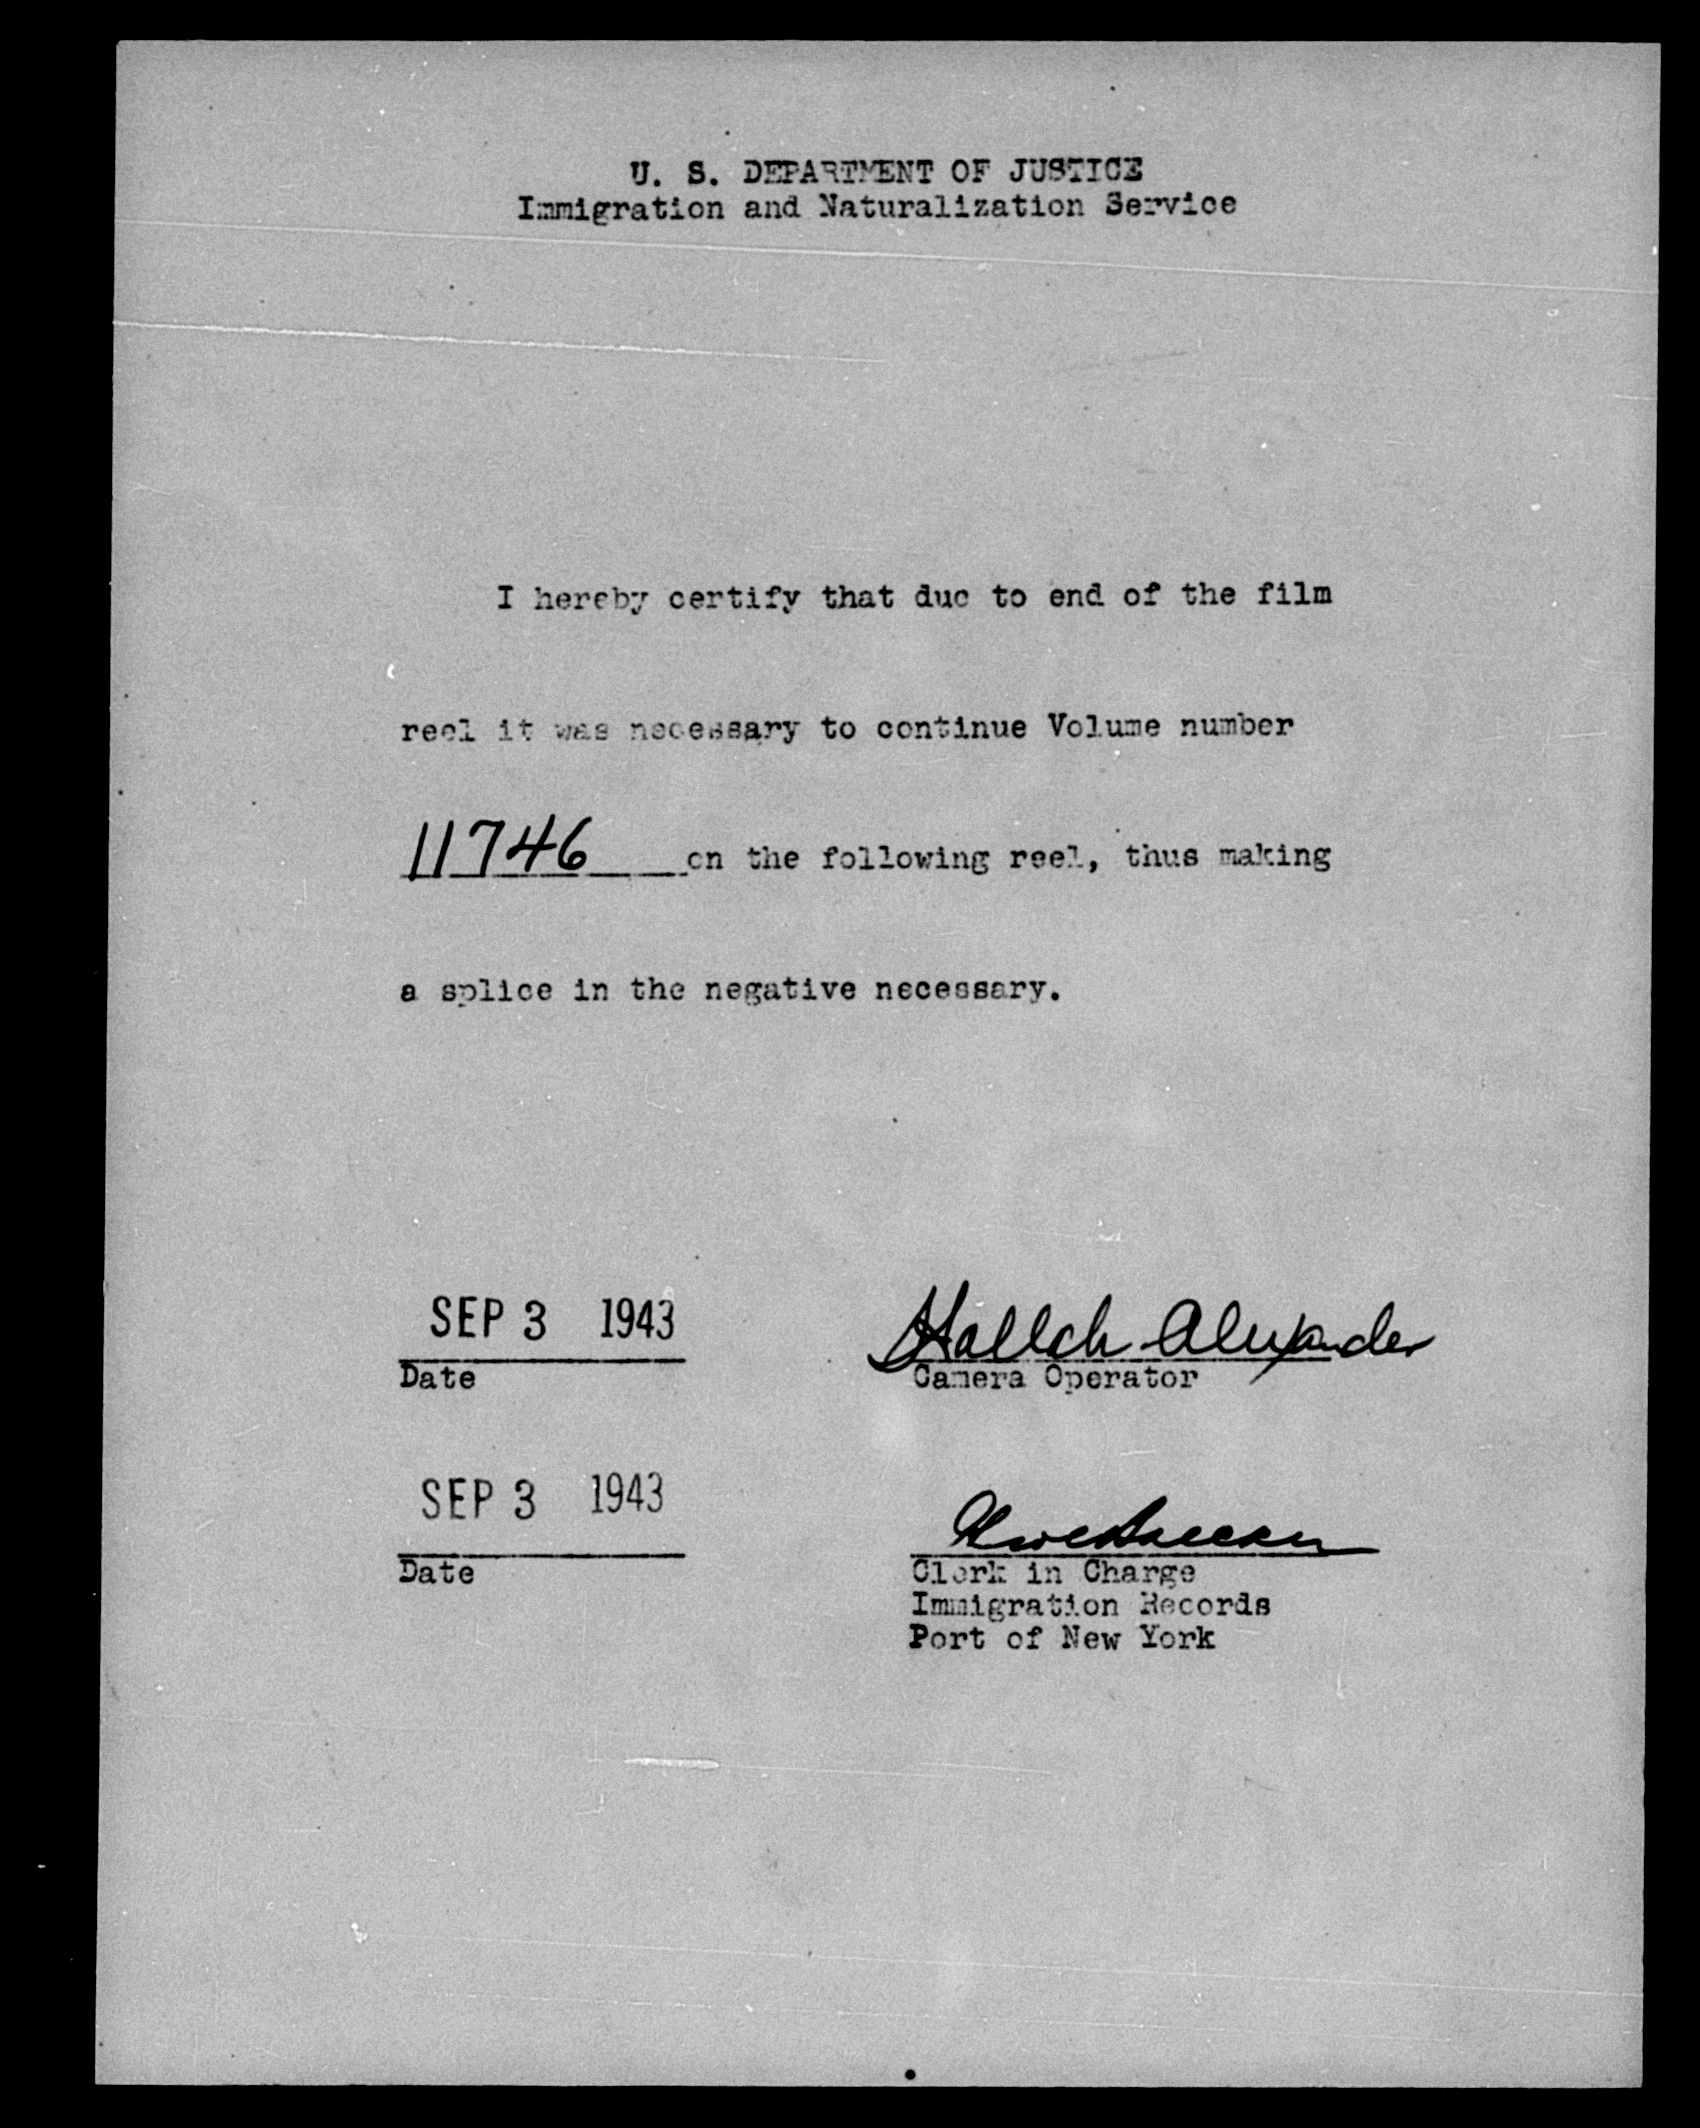 U. S. DEPARTMENT OF JUSTICE
Immigration and Naturalization Service
I hereby certify that due to end of the film
reel it was necessary to continue Volume number
11746 on the following reel, thus making
a splice in the negative necessary.
SEP 3 1943
Alexander
Date
Camera Operator
SEP 3 1943
Date
Clerk in Charge
Immigration Records
Port of New York